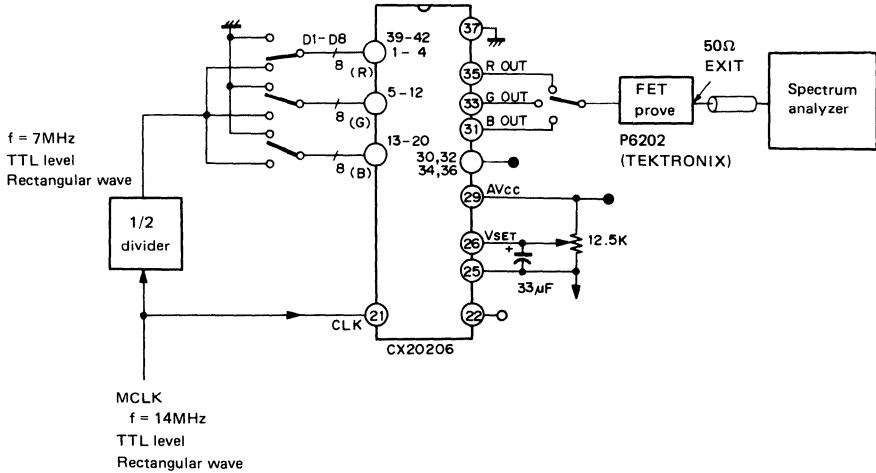 D1-D8
39-42
1-4
8 (R)
5-12
8 (G)
13-20
8 (B)
37
35
R OUT
33
G OUT
31
B OUT
30,32
34,36
29
AVcc
26
VSET
+
25
33µF
12.5K
22
21
CLK
CX20206
50Ω
EXIT
FET
prove
P6202
(TEKTRONIX)
Spectrum
analyzer
f = 7MHz
TTL level
Rectangular wave
1/2
divider
MCLK
f = 14MHz
TTL level
Rectangular wave